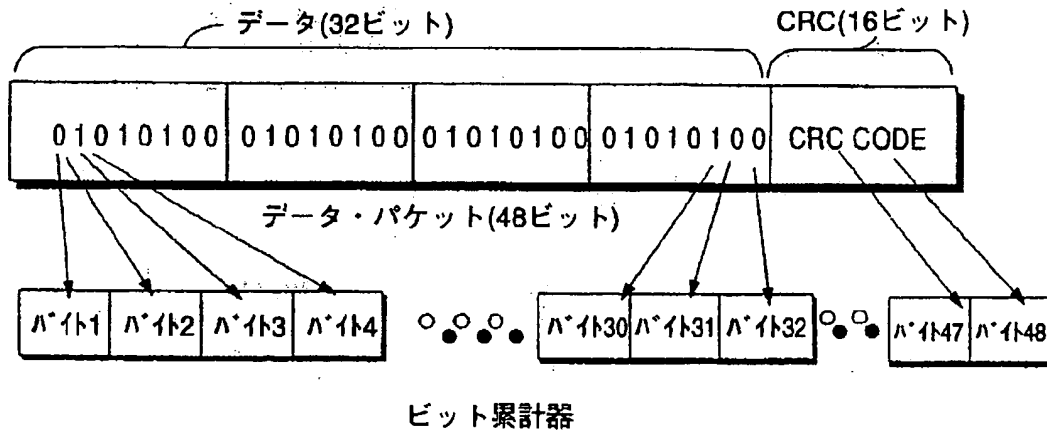 データ(32ビット) CRC(16ビット)
01010100 01010100 01010100 01010100 CRC CODE
データ・パケット(48ビット)
バイト1 バイト2 バイト3 バイト4 バイト30 バイト31 バイト32 バイト47 バイト48
ビット累計器